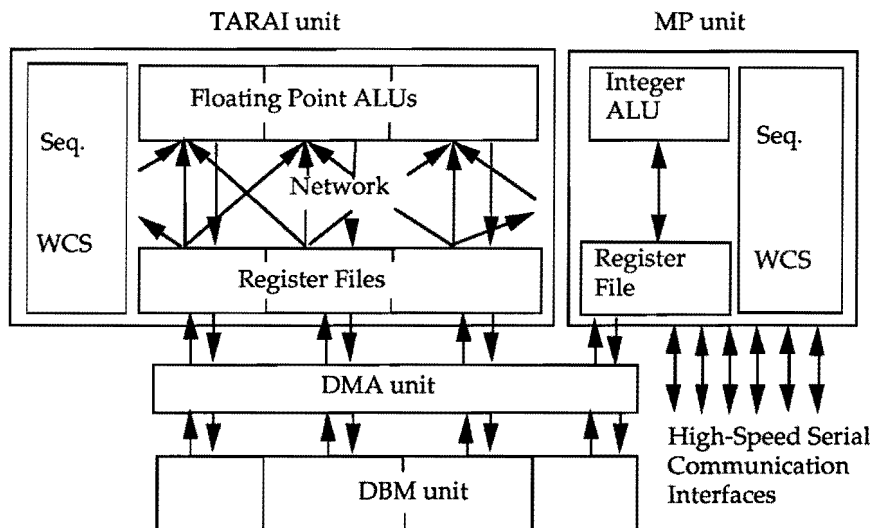 TARAI unit
MP unit
Floating Point ALUs
Integer
ALU
Seq.
Seq.
Network
WCS
Register Files
Register
File
WCS
DMA unit
High-Speed Serial
Communication
Interfaces
DBM unit